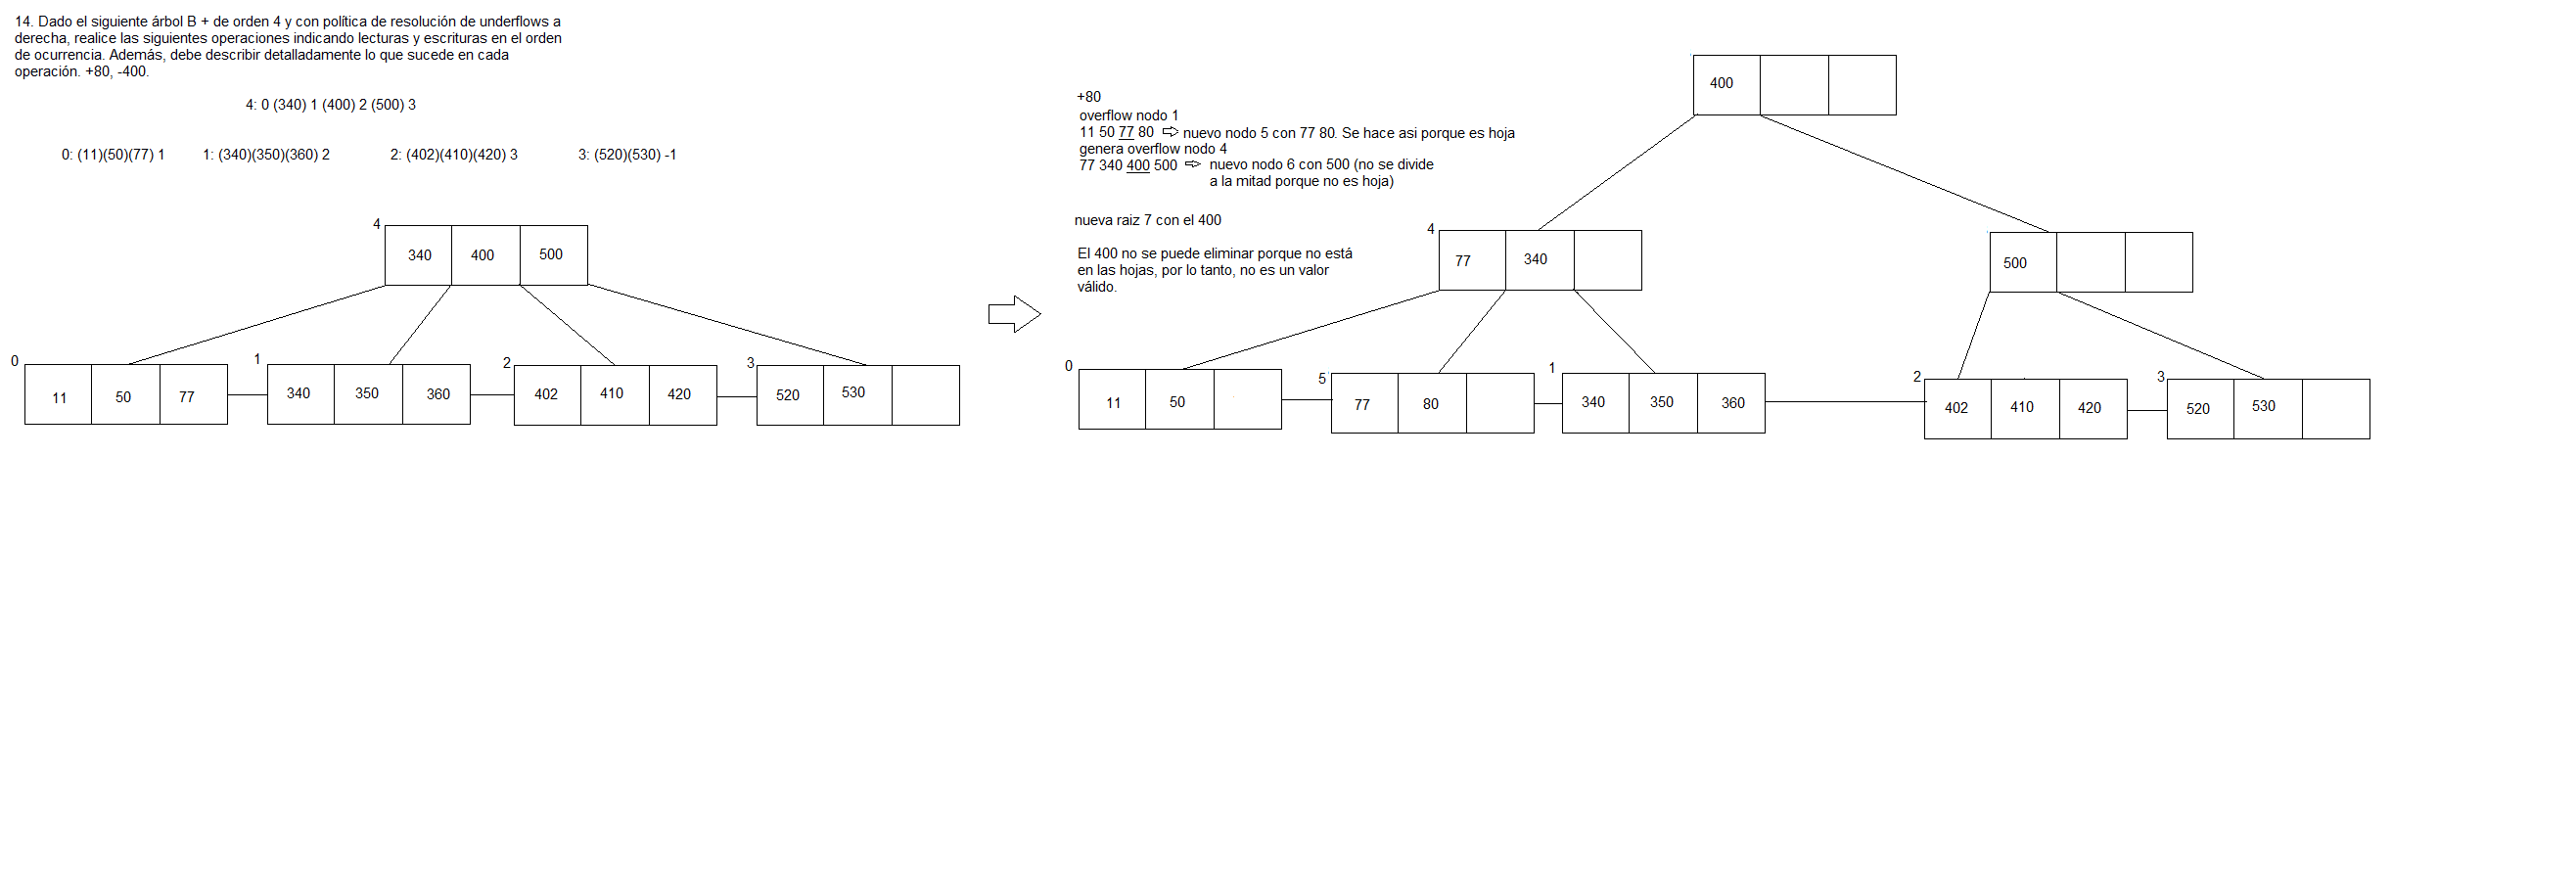 14. Dado el siguiente árbol B + de orden 4 y con política de resolución de underflows a
derecha, realice las siguientes operaciones indicando lecturas y escrituras en el orden
de ocurrencia. Además, debe describir detalladamente lo que sucede en cada
operación. +80, -400.
4: 0 (340) 1 (400) 2 (500) 3
0: (11)(50)(77) 1
1: (340)(350)(360) 2
2: (402)(410)(420) 3
3: (520)(530) -1
4
340 400 500
0
11 50 77
1
340 350 360
2
402 410 420
3
520 530
+80
overflow nodo 1
11 50 77 80 ⇨ nuevo nodo 5 con 77 80. Se hace asi porque es hoja
genera overflow nodo 4
77 340 400 500 ⇨ nuevo nodo 6 con 500 (no se divide
a la mitad porque no es hoja)
nueva raiz 7 con el 400
El 400 no se puede eliminar porque no está
en las hojas, por lo tanto, no es un valor
válido.
400
4
77 340
500
0
11 50
5
77 80
1
340 350 360
2
402 410 420
3
520 530